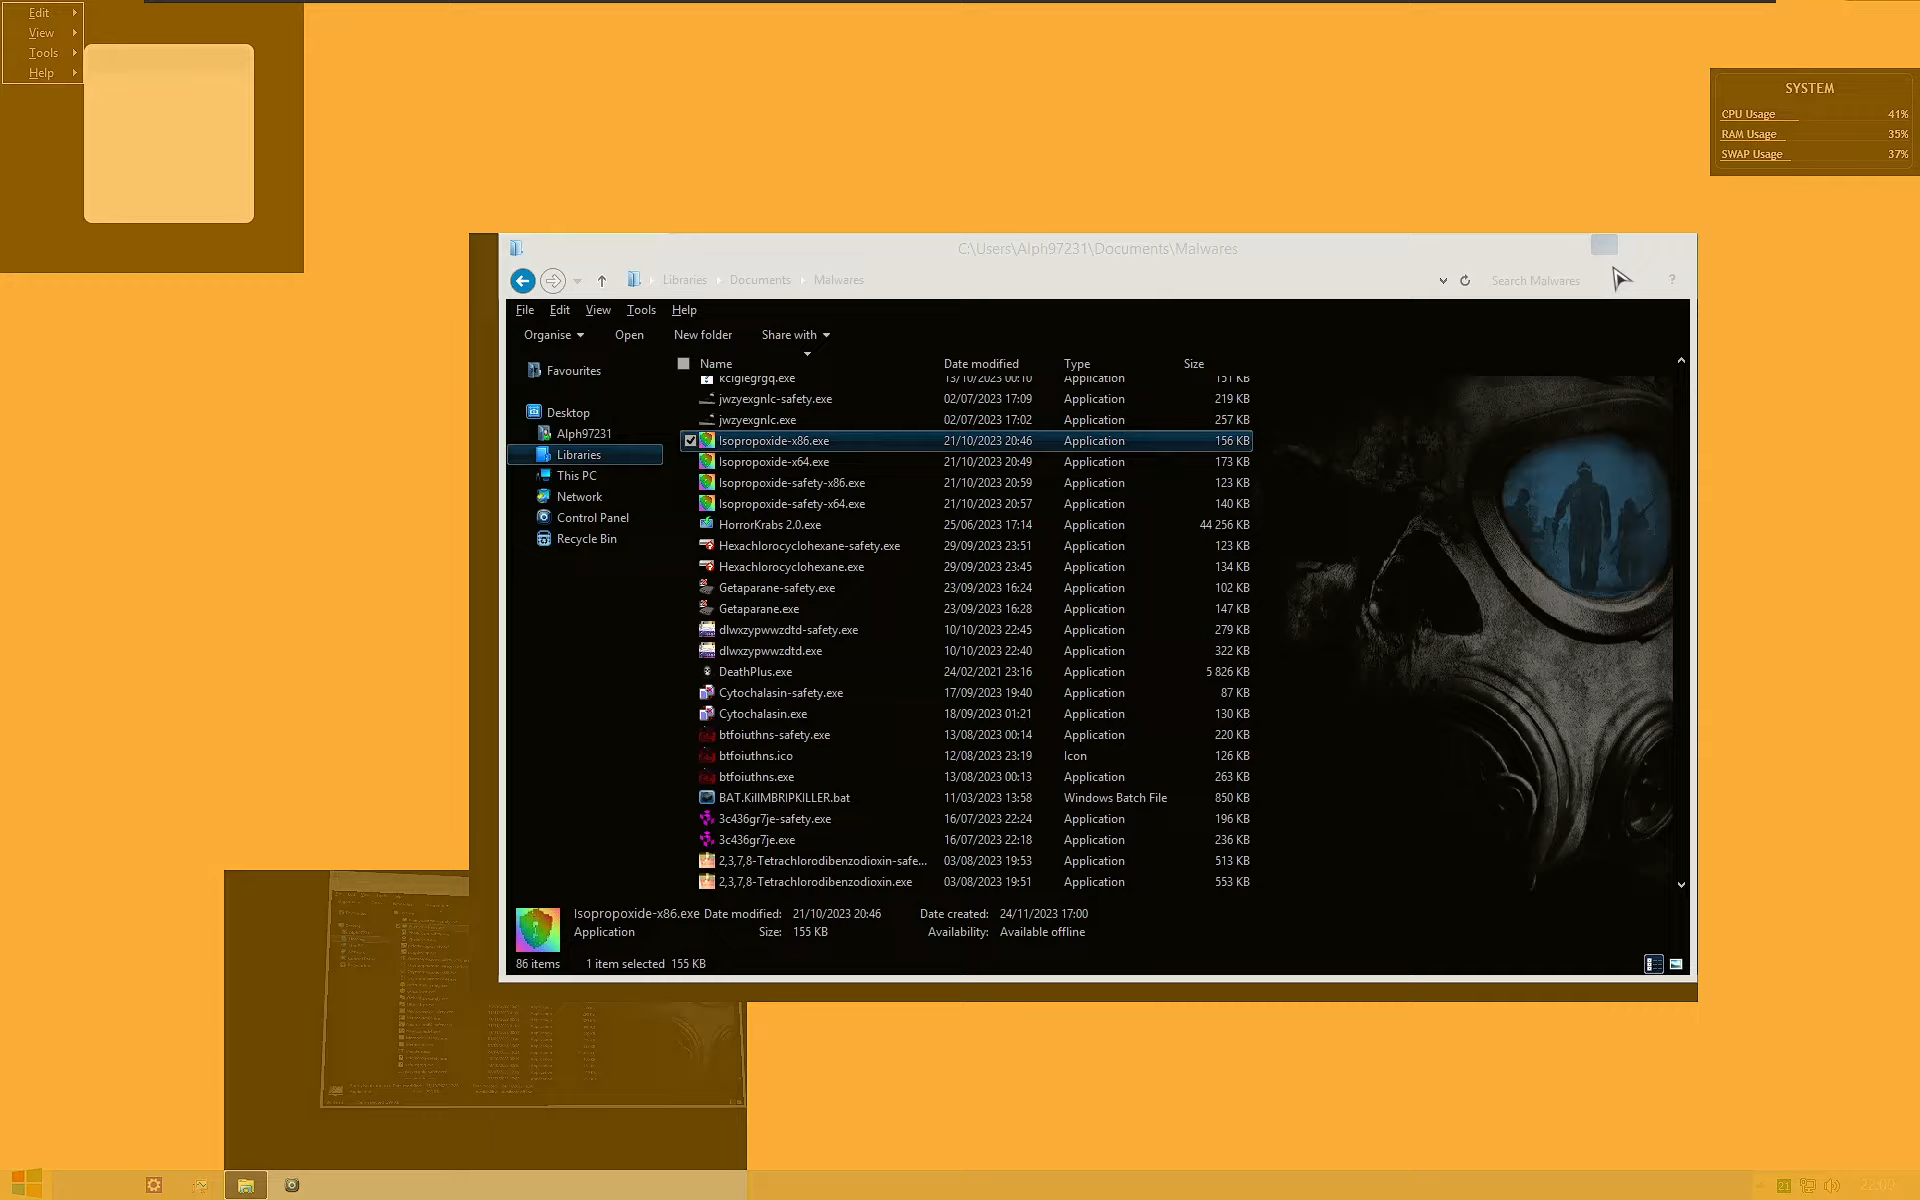 Edit
View
Tools
Help
SYSTEM
CPU Usage 41%
RAM Usage 35%
SWAP Usage 37%
C:\Users\Alph97231\Documents\Malwares
Libraries Documents Malwares
Search Malwares
?
File Edit View Tools Help
Organise Open New folder Share with
Favourites
Desktop
Alph97231
Libraries
This PC
Network
Control Panel
Recycle Bin
Name Date modified Type Size
kcigiegrgq.exe 13/10/2023 00:10 Application 151 KB
jwzyexgnlc-safety.exe 02/07/2023 17:09 Application 219 KB
jwzyexgnlc.exe 02/07/2023 17:02 Application 257 KB
Isopropoxide-x86.exe 21/10/2023 20:46 Application 156 KB
Isopropoxide-x64.exe 21/10/2023 20:49 Application 173 KB
Isopropoxide-safety-x86.exe 21/10/2023 20:59 Application 123 KB
Isopropoxide-safety-x64.exe 21/10/2023 20:57 Application 140 KB
HorrorKrabs 2.0.exe 25/06/2023 17:14 Application 44 256 KB
Hexachlorocyclohexane-safety.exe 29/09/2023 23:51 Application 123 KB
Hexachlorocyclohexane.exe 29/09/2023 23:45 Application 134 KB
Getaparane-safety.exe 23/09/2023 16:24 Application 102 KB
Getaparane.exe 23/09/2023 16:28 Application 147 KB
dlwxzypwwzdtd-safety.exe 10/10/2023 22:45 Application 279 KB
dlwxzypwwzdtd.exe 10/10/2023 22:40 Application 322 KB
DeathPlus.exe 24/02/2021 23:16 Application 5 826 KB
Cytochalasin-safety.exe 17/09/2023 19:40 Application 87 KB
Cytochalasin.exe 18/09/2023 01:21 Application 130 KB
btfoiuthns-safety.exe 13/08/2023 00:14 Application 220 KB
btfoiuthns.ico 12/08/2023 23:19 Icon 126 KB
btfoiuthns.exe 13/08/2023 00:13 Application 263 KB
BAT.KillMBRIPKILLER.bat 11/03/2023 13:58 Windows Batch File 850 KB
3c436gr7je-safety.exe 16/07/2023 22:24 Application 196 KB
3c436gr7je.exe 16/07/2023 22:18 Application 236 KB
2,3,7,8-Tetrachlorodibenzodioxin-safe... 03/08/2023 19:53 Application 513 KB
2,3,7,8-Tetrachlorodibenzodioxin.exe 03/08/2023 19:51 Application 553 KB
Isopropoxide-x86.exe Date modified: 21/10/2023 20:46 Date created: 24/11/2023 17:00
Application Size: 155 KB Availability: Available offline
86 items 1 item selected 155 KB
21